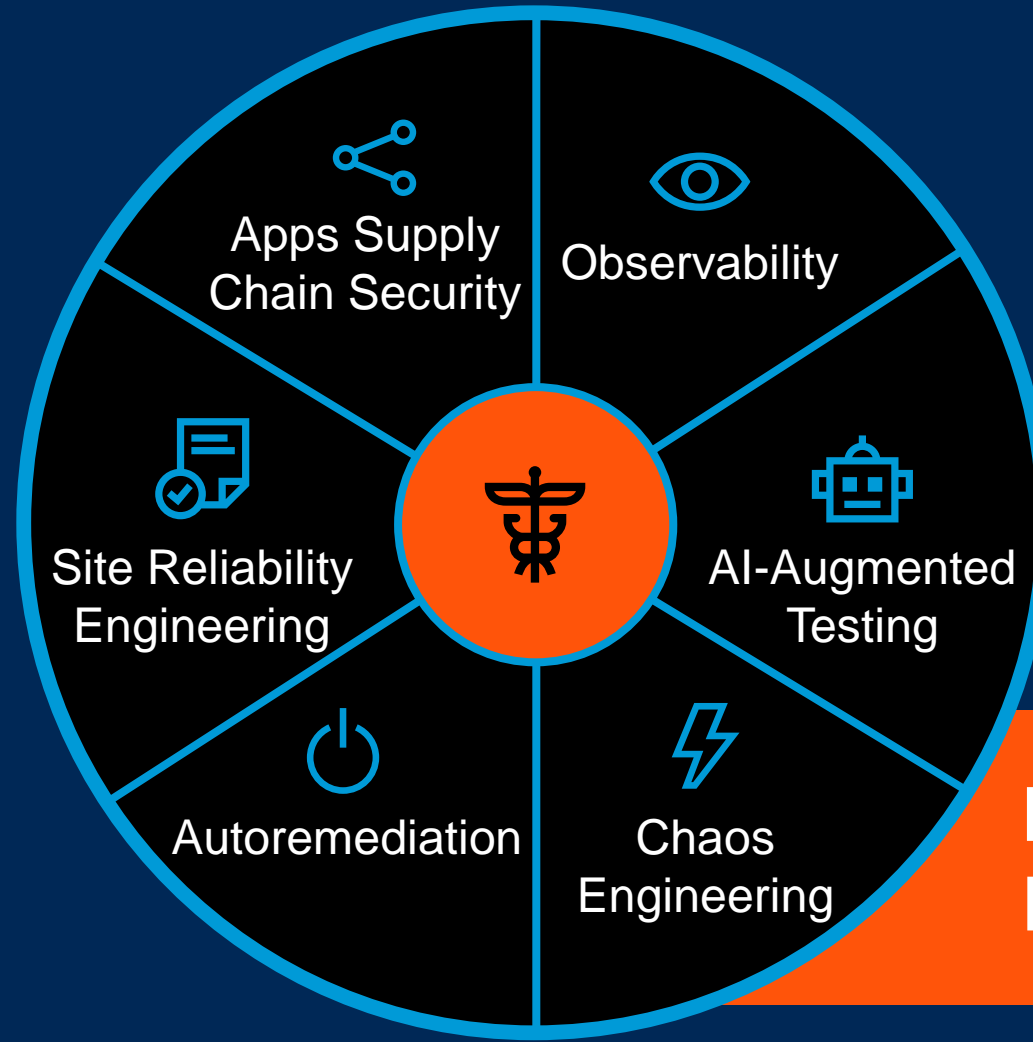 Apps Supply
Chain Security
Observability
Site Reliability
Engineering
AI-Augmented
Testing
Autoremediation
Chaos
Engineering